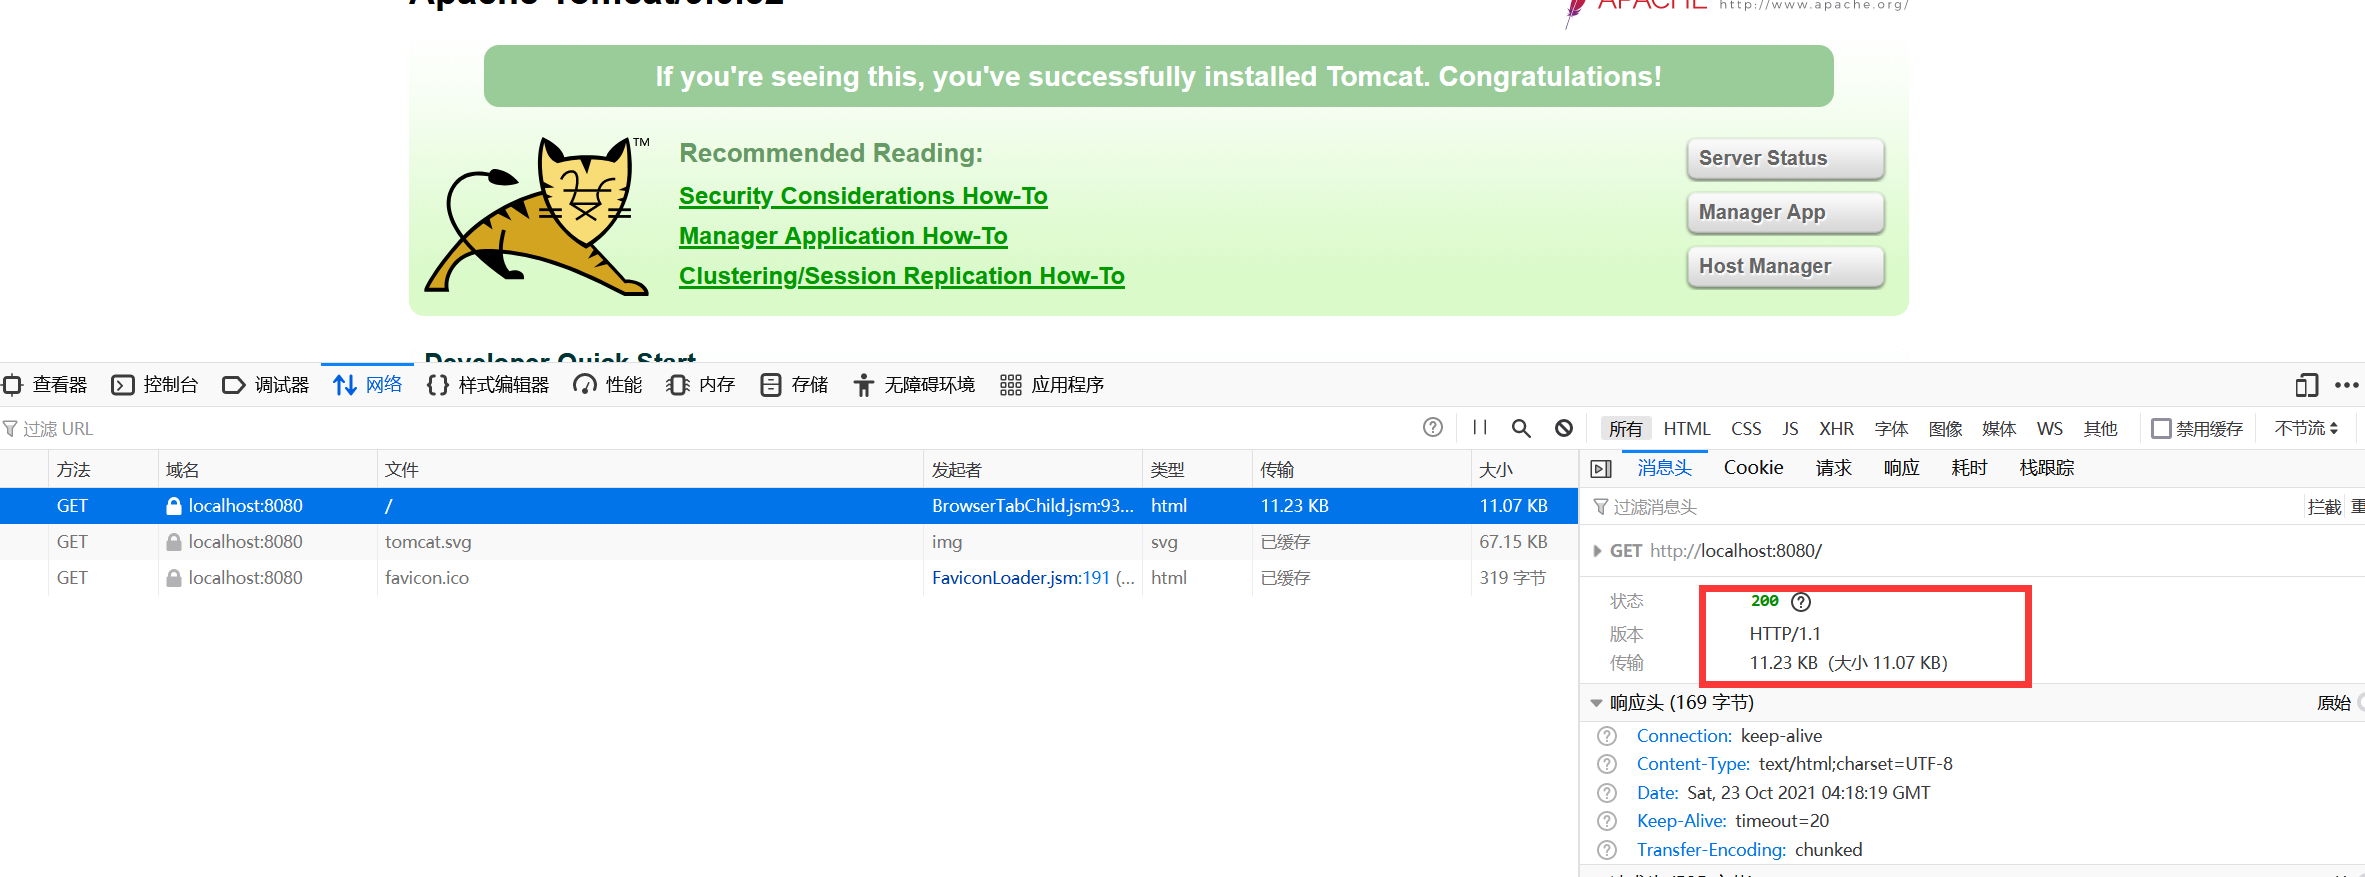 APACHE http://www.apache.org/
If you're seeing this, you've successfully installed Tomcat. Congratulations!
TM
Recommended Reading:
Security Considerations How-To
Manager Application How-To
Clustering/Session Replication How-To
Server Status
Manager App
Host Manager
Developer Quick Start
查看器 控制台 调试器 网络 样式编辑器 性能 内存 存储 无障碍环境 应用程序
过滤 URL 所有 HTML CSS JS XHR 字体 图像 媒体 WS 其他 禁用缓存 不节流
方法 域名 文件 发起者 类型 传输 大小
GET localhost:8080 / BrowserTabChild.jsm:93... html 11.23 KB 11.07 KB
GET localhost:8080 tomcat.svg img svg 已缓存 67.15 KB
GET localhost:8080 favicon.ico FaviconLoader.jsm:191 (... html 已缓存 319 字节
消息头 Cookie 请求 响应 耗时 栈跟踪
过滤消息头 拦截 重
GET http://localhost:8080/
状态 200
版本 HTTP/1.1
传输 11.23 KB（大小 11.07 KB）
响应头 (169 字节) 原始
Connection: keep-alive
Content-Type: text/html;charset=UTF-8
Date: Sat, 23 Oct 2021 04:18:19 GMT
Keep-Alive: timeout=20
Transfer-Encoding: chunked